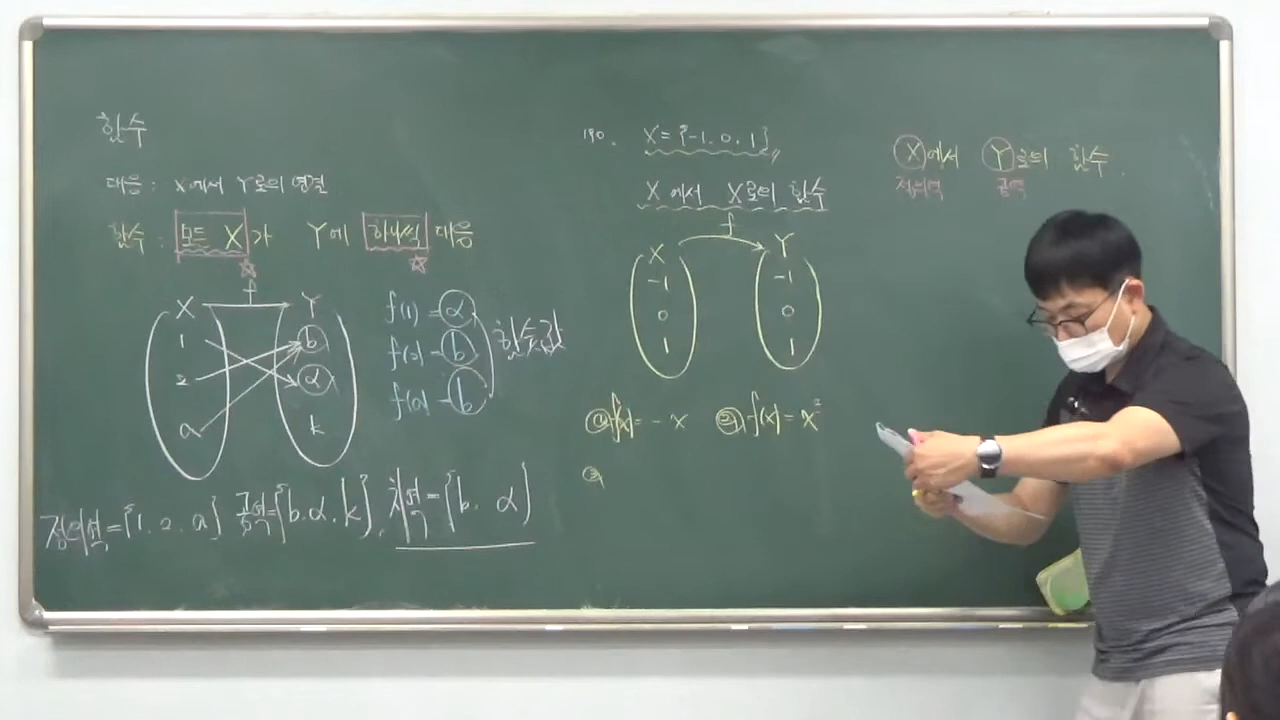 함수
대응 : X에서 Y로의 연결
함수 : 모든 X가 Y에 하나씩 대응
f
X Y
1 b
2 α
a k
f(1) = α
f(2) = b
f(a) = b
함숫값
정의역 = {1. 2. a} 공역 = {b. α. k}. 치역 = {b. α}
190. X = {-1. 0. 1}
X에서 X로의 함수
f
X Y
-1 -1
0 0
1 1
① f(x) = -x ② f(x) = x²
③
X에서 Y로의 함수.
정의역 공역